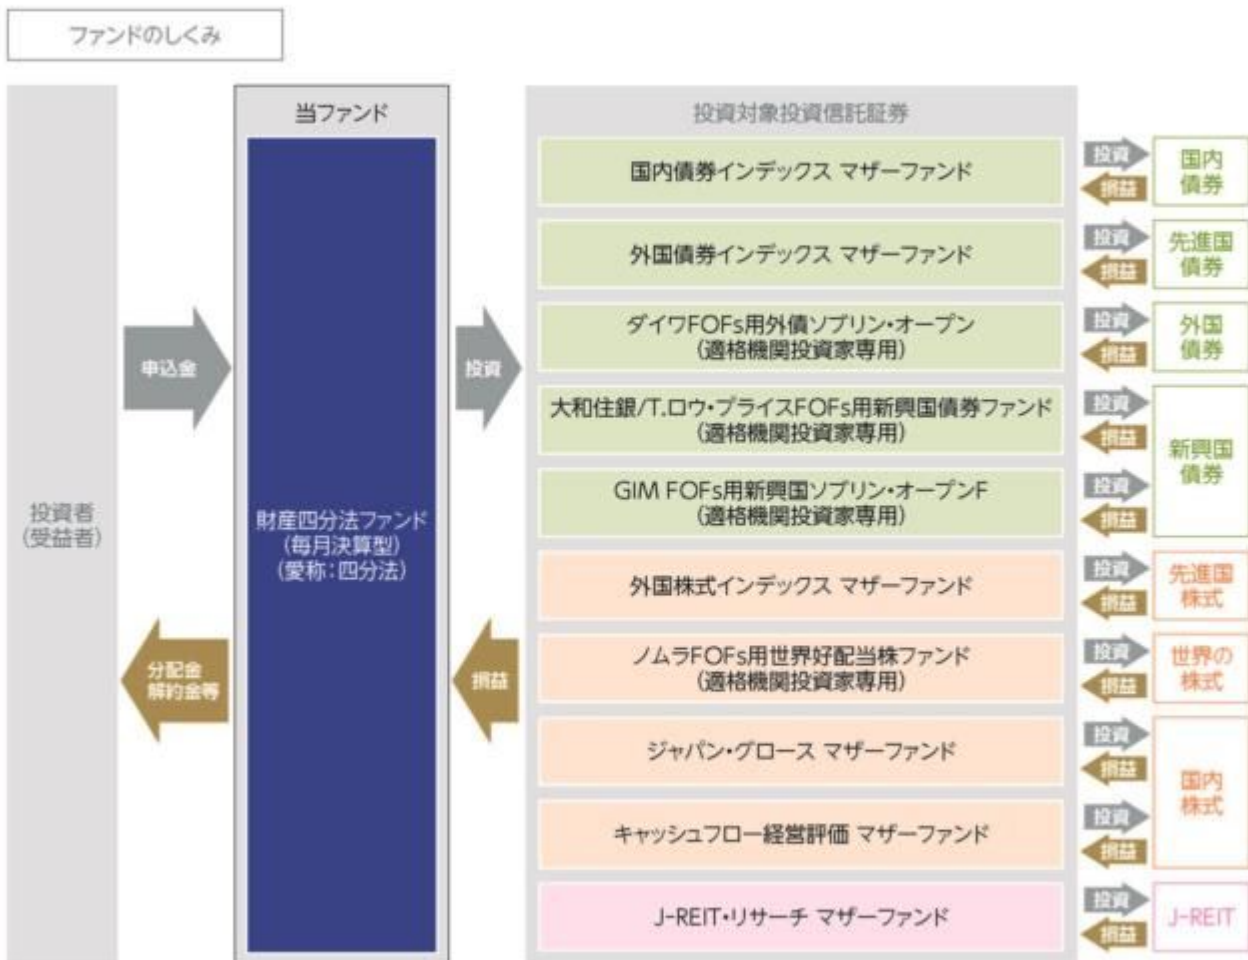 ファンドのしくみ
投資者
(受益者)
申込金
分配金
解約金等
当ファンド
財産四分法ファンド
(毎月決算型)
(愛称:四分法)
投資
損益
投資対象投資信託証券
国内債券インデックス マザーファンド
投資
損益
国内
債券
外国債券インデックス マザーファンド
投資
損益
先進国
債券
ダイワFOFs用外債ソブリン・オープン
(適格機関投資家専用)
投資
損益
外国
債券
大和住銀/T.ロウ・プライスFOFs用新興国債券ファンド
(適格機関投資家専用)
投資
損益
GIM FOFs用新興国ソブリン・オープンF
(適格機関投資家専用)
投資
損益
新興国
債券
外国株式インデックス マザーファンド
投資
損益
先進国
株式
ノムラFOFs用世界好配当株ファンド
(適格機関投資家専用)
投資
損益
世界の
株式
ジャパン・グロース マザーファンド
投資
損益
キャッシュフロー経営評価 マザーファンド
投資
損益
国内
株式
J-REIT・リサーチ マザーファンド
投資
損益
J-REIT